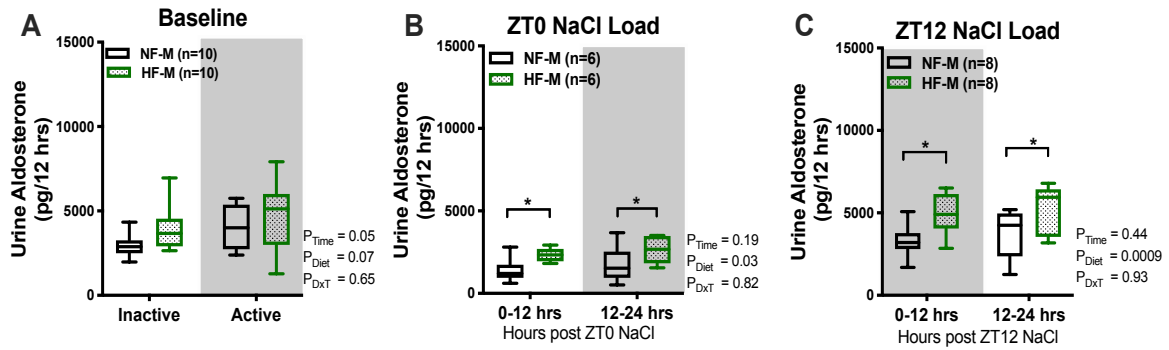 A
Baseline
Urine Aldosterone
(pg/12 hrs)
15000
10000
5000
0
NF-M (n=10)
HF-M (n=10)
P_Time = 0.05
P_Diet = 0.07
P_DxT = 0.65
Inactive
Active
B
ZT0 NaCl Load
Urine Aldosterone
(pg/12 hrs)
15000
10000
5000
0
NF-M (n=6)
HF-M (n=6)
*
*
P_Time = 0.19
P_Diet = 0.03
P_DxT = 0.82
0-12 hrs
12-24 hrs
Hours post ZT0 NaCl
C
ZT12 NaCl Load
Urine Aldosterone
(pg/12 hrs)
15000
10000
5000
0
NF-M (n=8)
HF-M (n=8)
*
*
P_Time = 0.44
P_Diet = 0.0009
P_DxT = 0.93
0-12 hrs
12-24 hrs
Hours post ZT12 NaCl